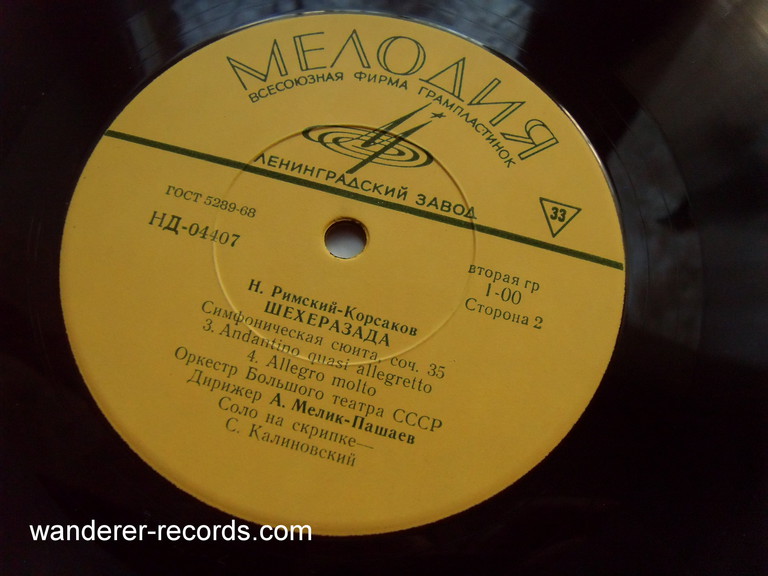 МЕЛОДИЯ
ВСЕСОЮЗНАЯ ФИРМА ГРАМПЛАСТИНОК
ЛЕНИНГРАДСКИЙ ЗАВОД
33
ГОСТ 5289-68
НД-04407
вторая гр
1-00
Сторона 2
Н. Римский-Корсаков
ШЕХЕРАЗАДА
Симфоническая сюита, соч. 35
3. Andantino quasi allegretto
4. Allegro molto
Оркестр Большого театра СССР
Дирижер А. Мелик-Пашаев
Соло на скрипке—
С. Калиновский
wanderer-records.com